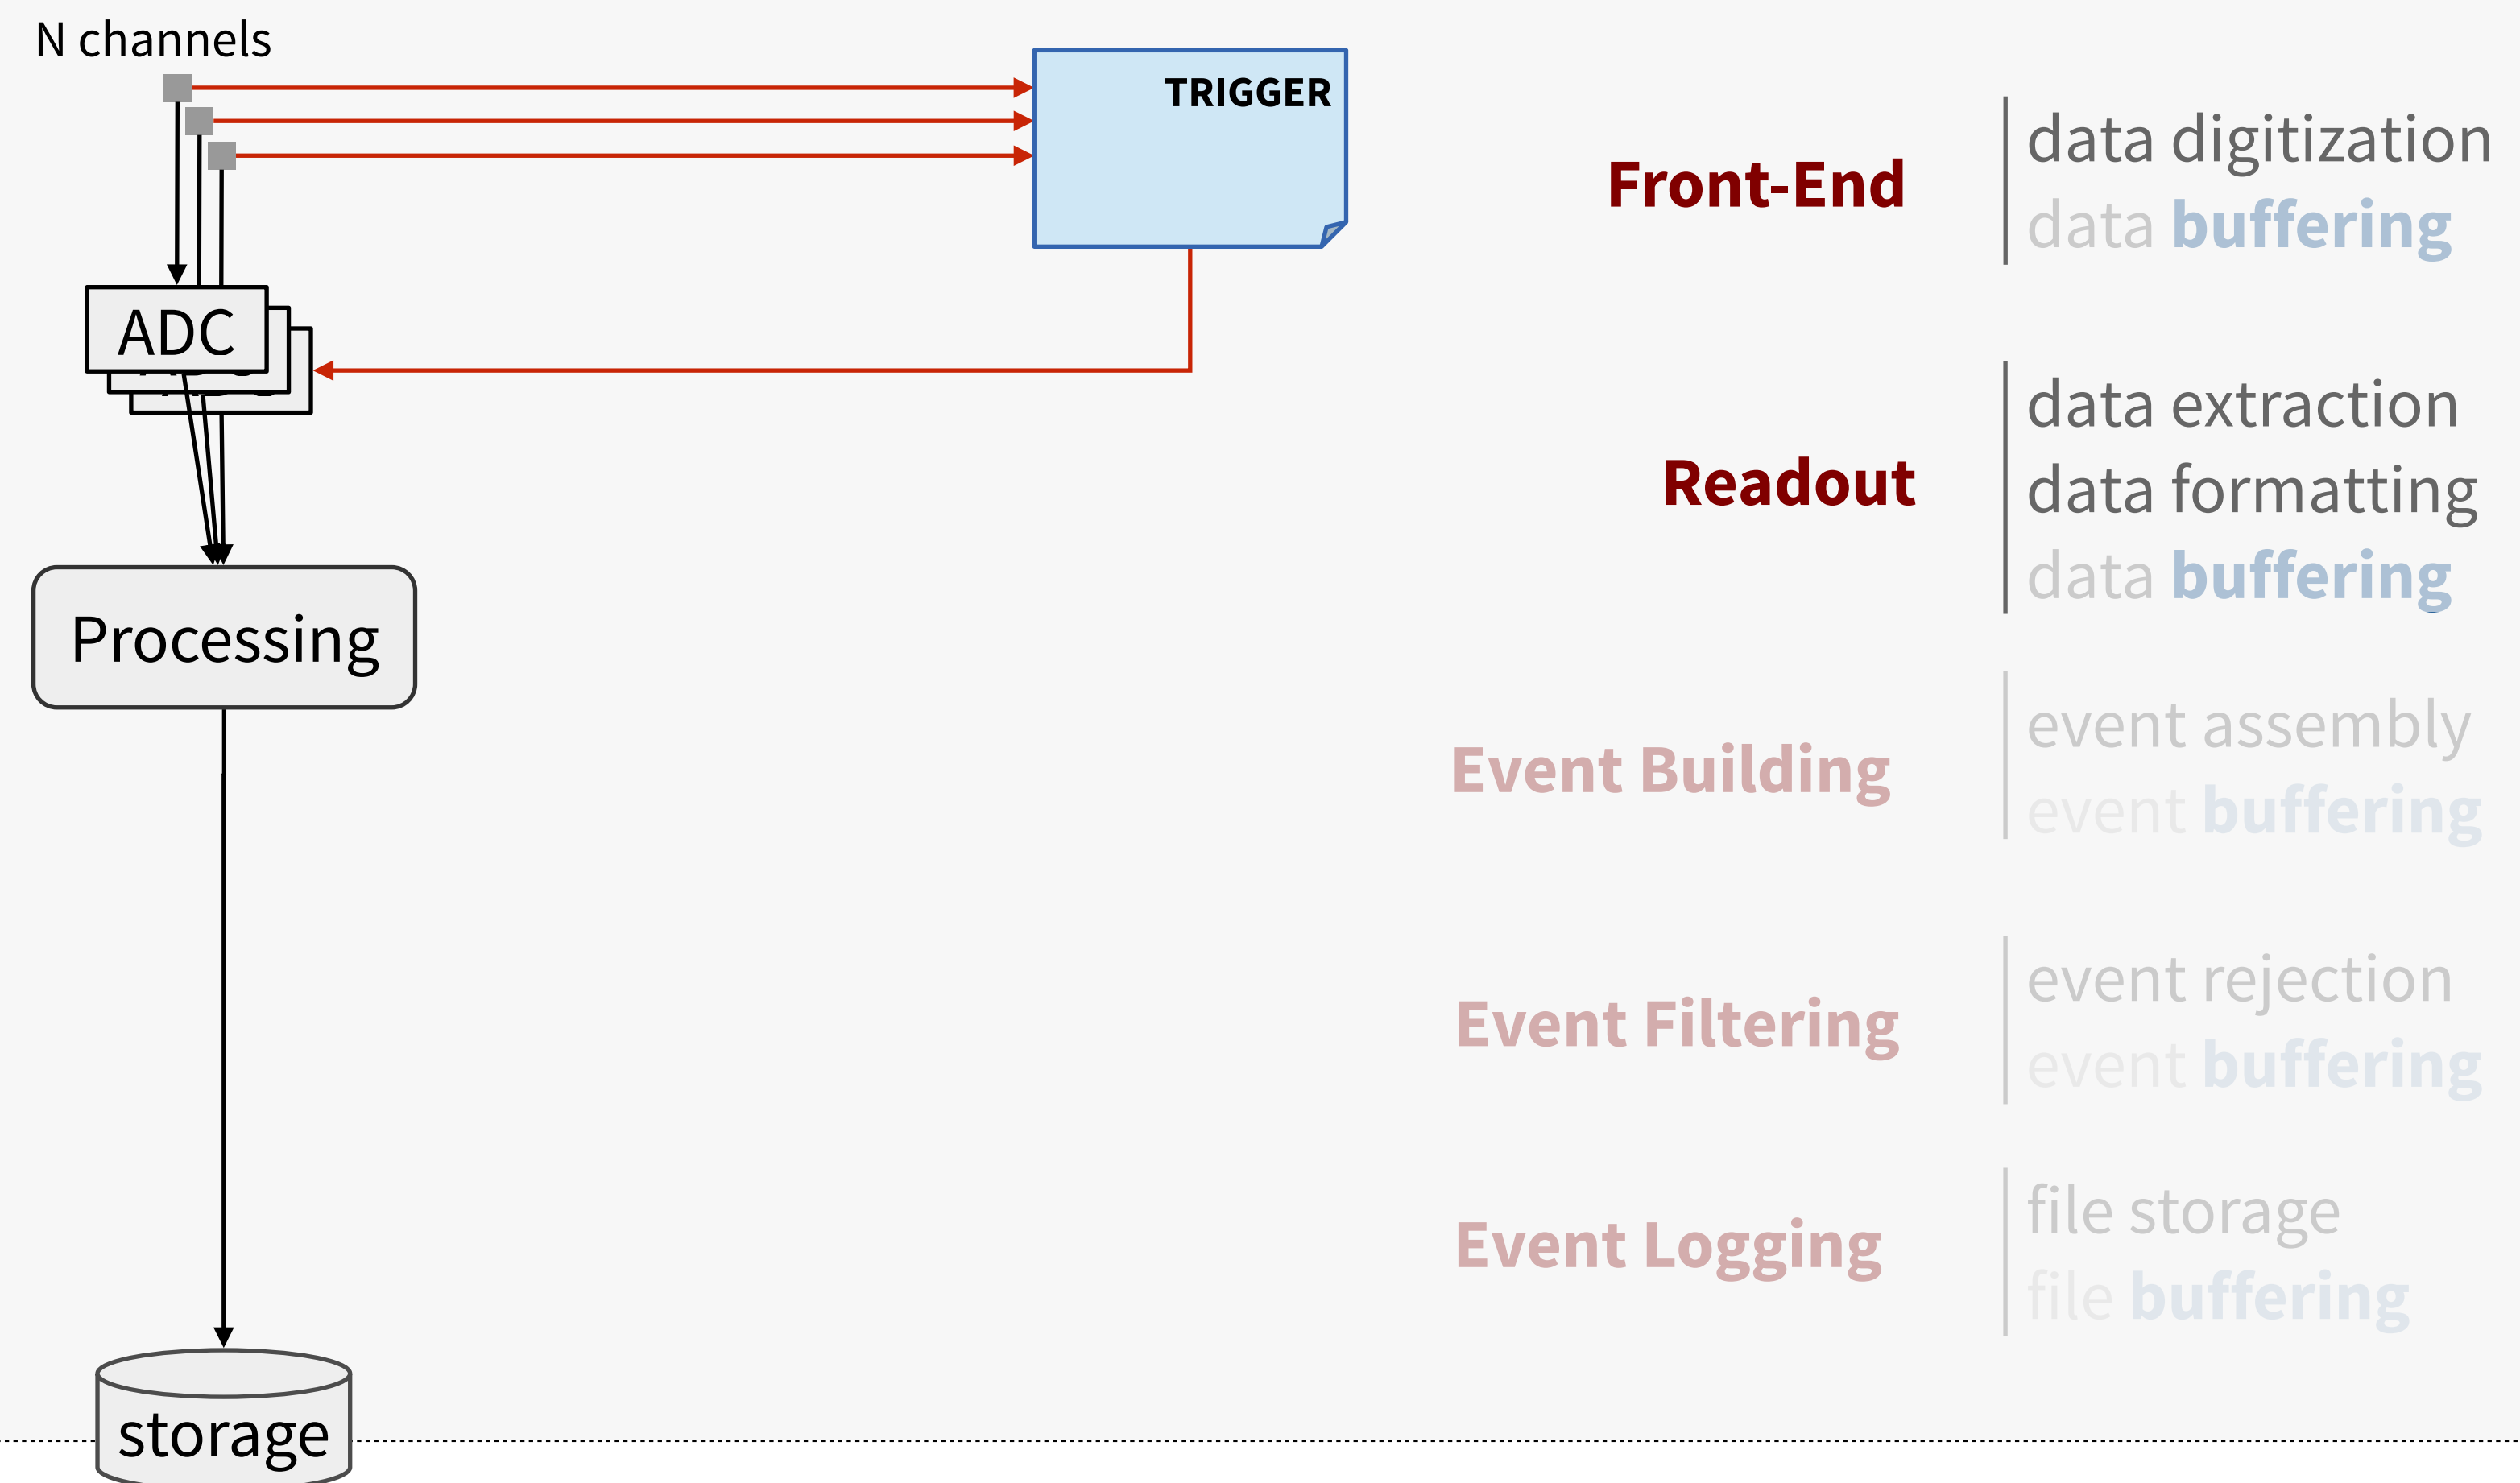 N channels
TRIGGER
ADC
Processing
storage
Front-End
data digitization
data buffering
Readout
data extraction
data formatting
data buffering
Event Building
event assembly
event buffering
Event Filtering
event rejection
event buffering
Event Logging
file storage
file buffering